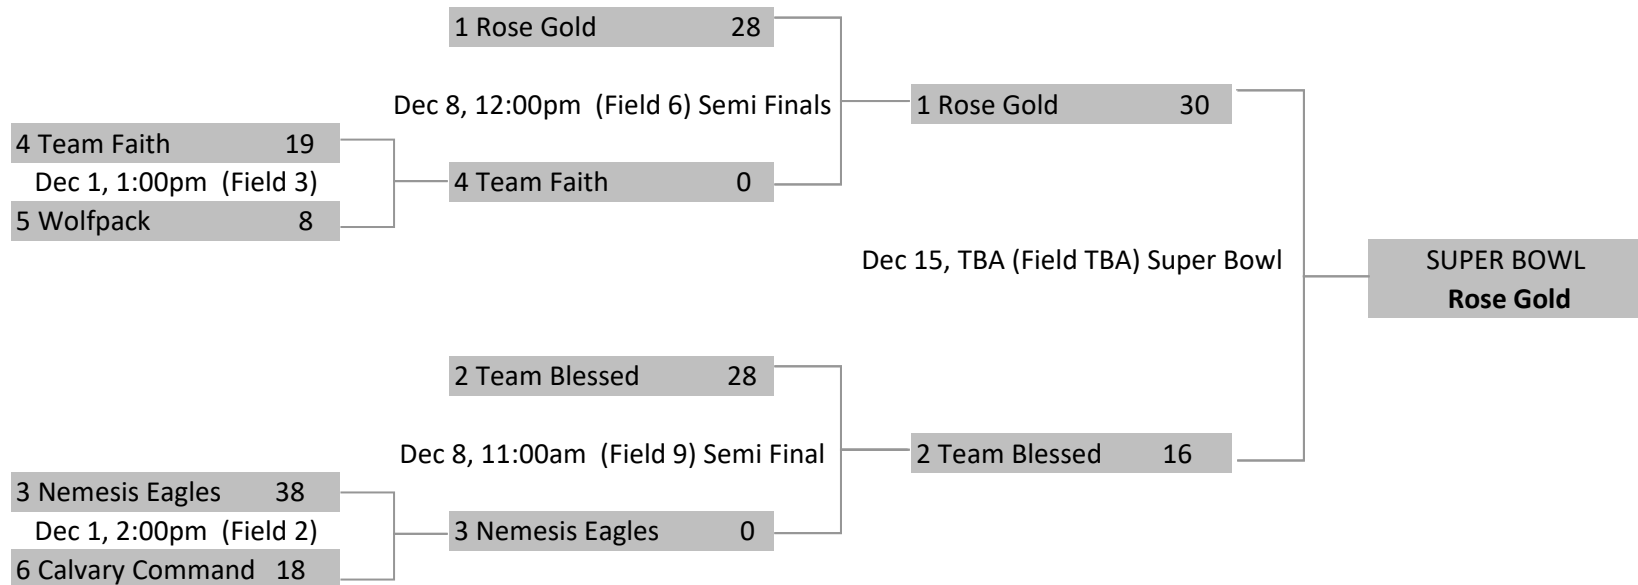 1 Rose Gold 28
Dec 8, 12:00pm (Field 6) Semi Finals
1 Rose Gold 30
4 Team Faith 19
Dec 1, 1:00pm (Field 3)
4 Team Faith 0
5 Wolfpack 8
Dec 15, TBA (Field TBA) Super Bowl
SUPER BOWL
Rose Gold
2 Team Blessed 28
Dec 8, 11:00am (Field 9) Semi Final
2 Team Blessed 16
3 Nemesis Eagles 38
Dec 1, 2:00pm (Field 2)
3 Nemesis Eagles 0
6 Calvary Command 18